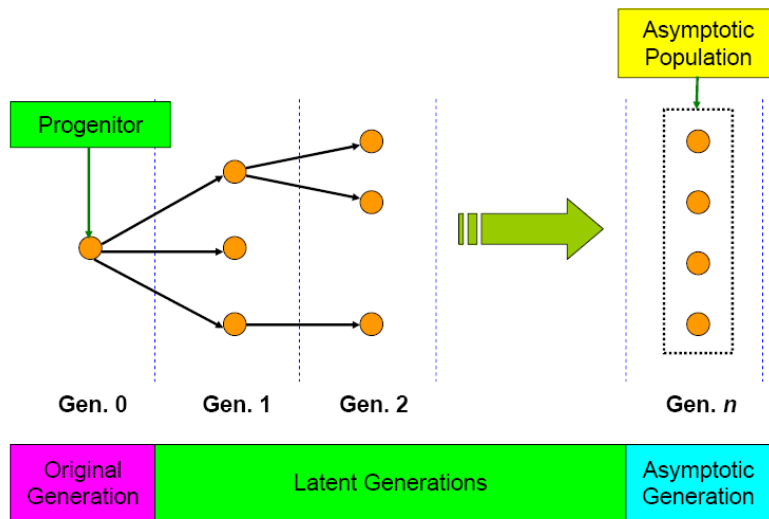 Asymptotic
Population
Progenitor
Gen. 0
Gen. 1
Gen. 2
Gen. n
Original
Generation
Latent Generations
Asymptotic
Generation